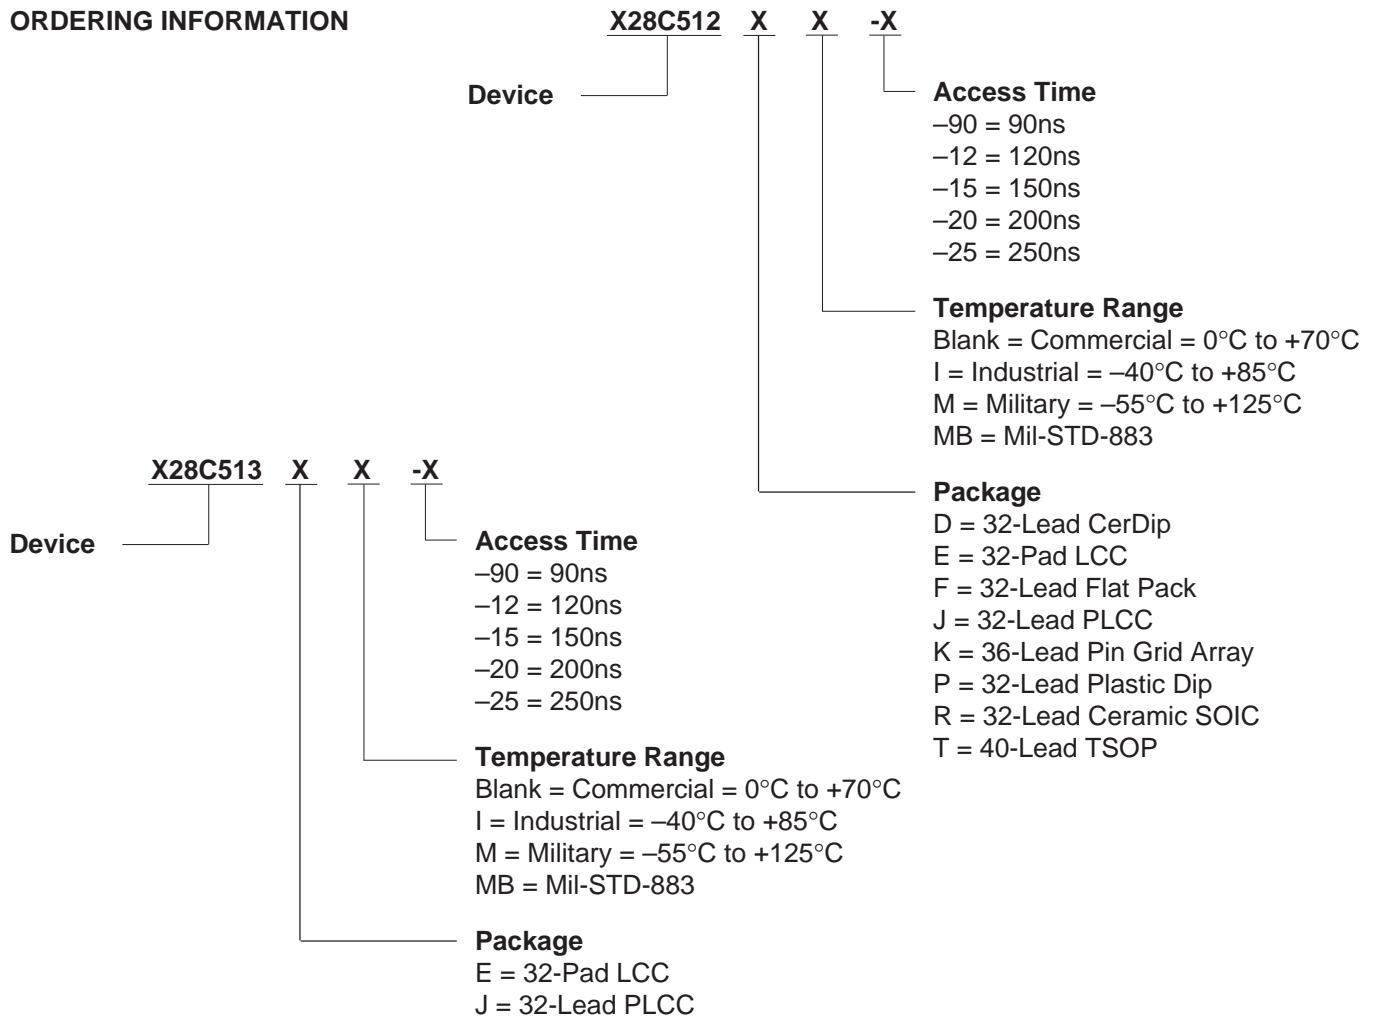 ORDERING INFORMATION
X28C512 X X -X
Device
Access Time
–90 = 90ns
–12 = 120ns
–15 = 150ns
–20 = 200ns
–25 = 250ns
Temperature Range
Blank = Commercial = 0°C to +70°C
I = Industrial = –40°C to +85°C
M = Military = –55°C to +125°C
MB = Mil-STD-883
Package
D = 32-Lead CerDip
E = 32-Pad LCC
F = 32-Lead Flat Pack
J = 32-Lead PLCC
K = 36-Lead Pin Grid Array
P = 32-Lead Plastic Dip
R = 32-Lead Ceramic SOIC
T = 40-Lead TSOP
X28C513 X X -X
Device
Access Time
–90 = 90ns
–12 = 120ns
–15 = 150ns
–20 = 200ns
–25 = 250ns
Temperature Range
Blank = Commercial = 0°C to +70°C
I = Industrial = –40°C to +85°C
M = Military = –55°C to +125°C
MB = Mil-STD-883
Package
E = 32-Pad LCC
J = 32-Lead PLCC